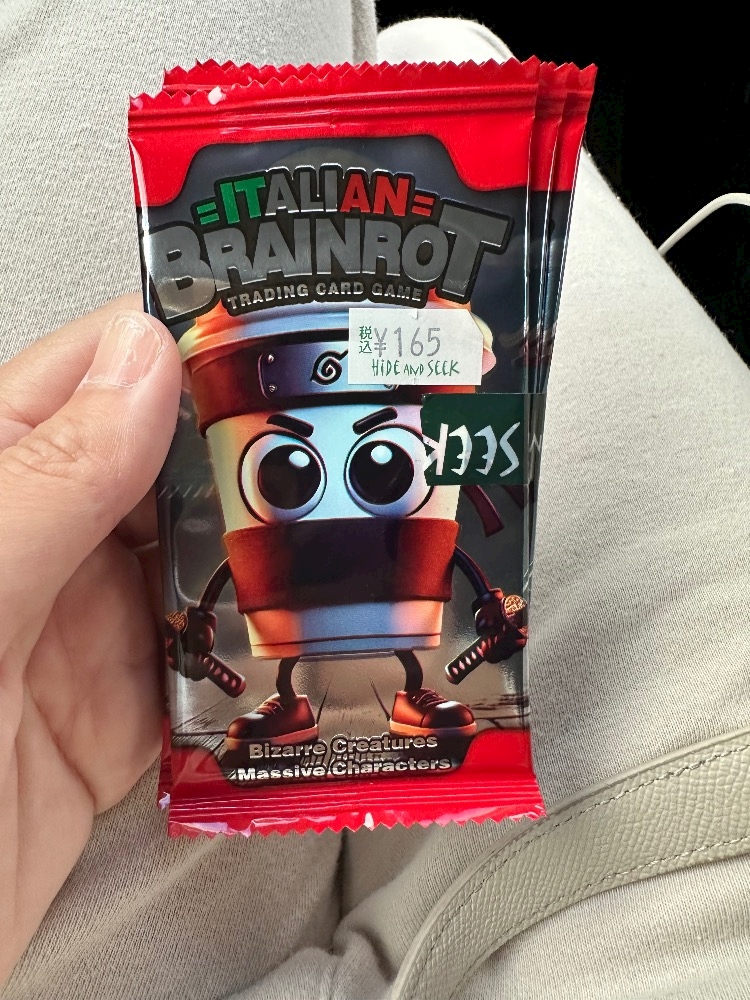 =ITALIAN=
BRAINROT
TRADING CARD GAME
税込 ¥165
HiDE AND SEEK
SEEK
Bizarre Creatures
Massive Characters